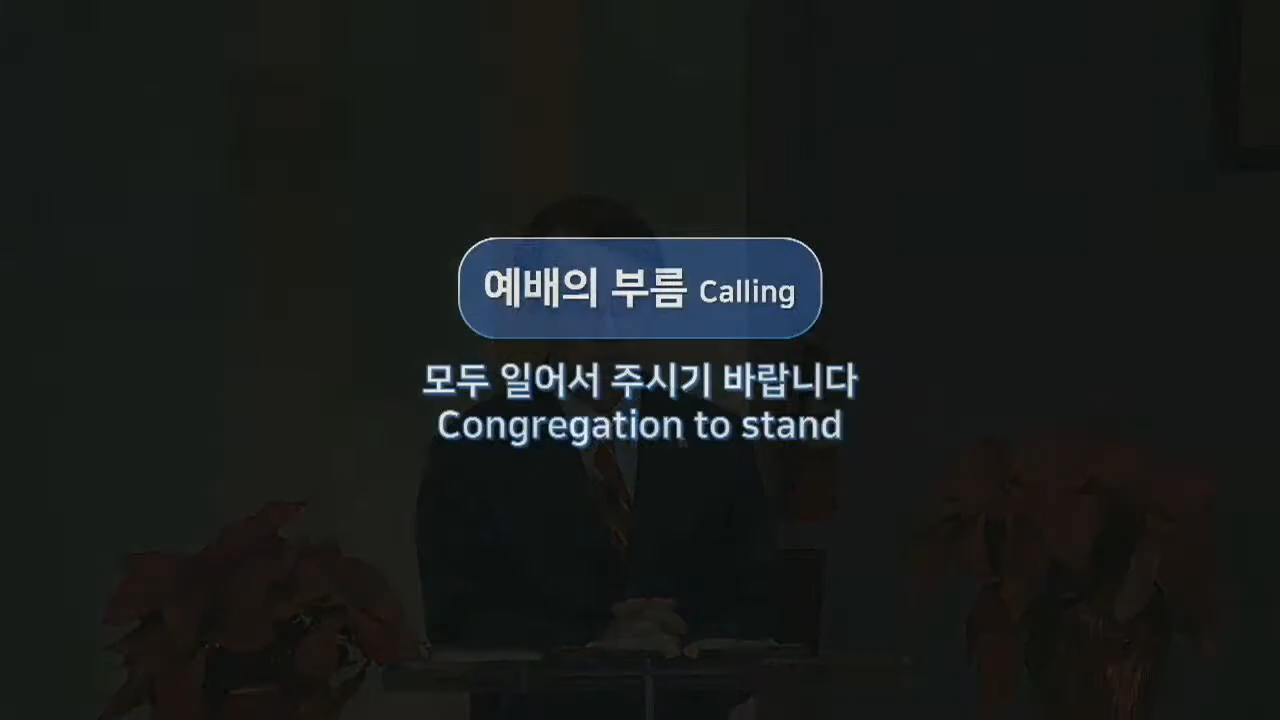 예배의 부름 Calling
모두 일어서 주시기 바랍니다
Congregation to stand